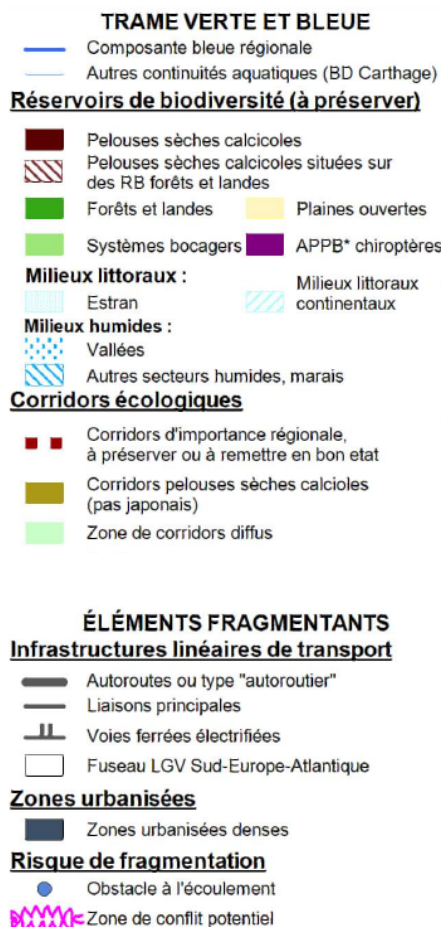 TRAME VERTE ET BLEUE
Composante bleue régionale
Autres continuités aquatiques (BD Carthage)
Réservoirs de biodiversité (à préserver)
Pelouses sèches calcicoles
Pelouses sèches calcicoles situées sur
des RB forêts et landes
Forêts et landes
Plaines ouvertes
Systèmes bocagers
APPB* chiroptères
Milieux littoraux :
Estran
Milieux littoraux
continentaux
Milieux humides :
Vallées
Autres secteurs humides, marais
Corridors écologiques
Corridors d'importance régionale,
à préserver ou à remettre en bon etat
Corridors pelouses sèches calcioles
(pas japonais)
Zone de corridors diffus
ÉLÉMENTS FRAGMENTANTS
Infrastructures linéaires de transport
Autoroutes ou type "autoroutier"
Liaisons principales
Voies ferrées électrifiées
Fuseau LGV Sud-Europe-Atlantique
Zones urbanisées
Zones urbanisées denses
Risque de fragmentation
Obstacle à l'écoulement
Zone de conflit potentiel